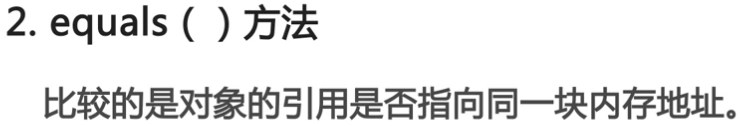 2. equals ( ) 方法
比较的是对象的引用是否指向同一块内存地址。